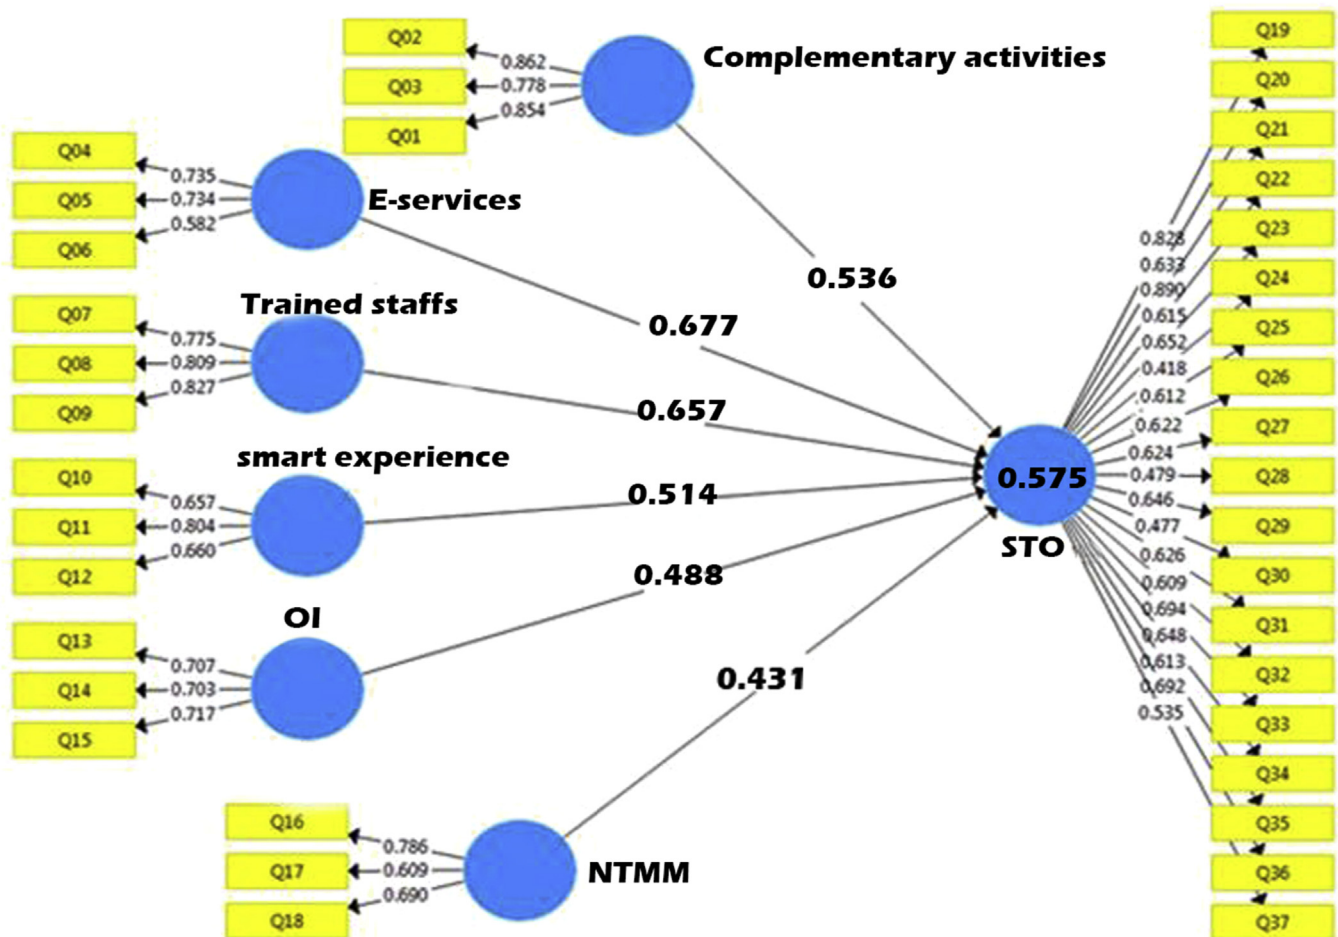 Complementary activities
Q02
Q03
Q01
0.862
0.778
0.854
0.536
E-services
Q04
Q05
Q06
0.735
0.734
0.582
0.677
Trained staffs
Q07
Q08
Q09
0.775
0.809
0.827
0.657
smart experience
Q10
Q11
Q12
0.657
0.804
0.660
0.514
OI
Q13
Q14
Q15
0.707
0.703
0.717
0.488
NTMM
Q16
Q17
Q18
0.786
0.609
0.690
0.431
0.575
STO
0.828
0.633
0.890
0.615
0.652
0.418
0.612
0.622
0.624
0.479
0.646
0.477
0.626
0.609
0.694
0.648
0.613
0.692
0.535
Q19
Q20
Q21
Q22
Q23
Q24
Q25
Q26
Q27
Q28
Q29
Q30
Q31
Q32
Q33
Q34
Q35
Q36
Q37